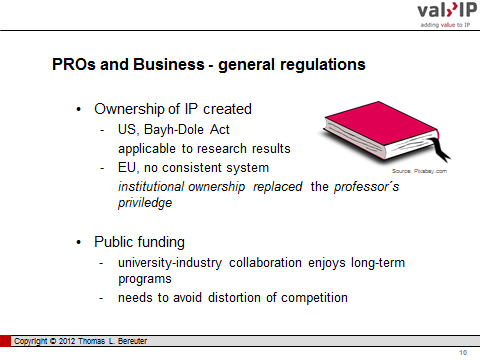 val>>IP
adding value to IP
PROs and Business - general regulations
• Ownership of IP created
- US, Bayh-Dole Act
applicable to research results
- EU, no consistent system
institutional ownership replaced the professor´s
priviledge
Source: Pixabay.com
• Public funding
- university-industry collaboration enjoys long-term
programs
- needs to avoid distortion of competition
Copyright © 2012 Thomas L. Bereuter
10